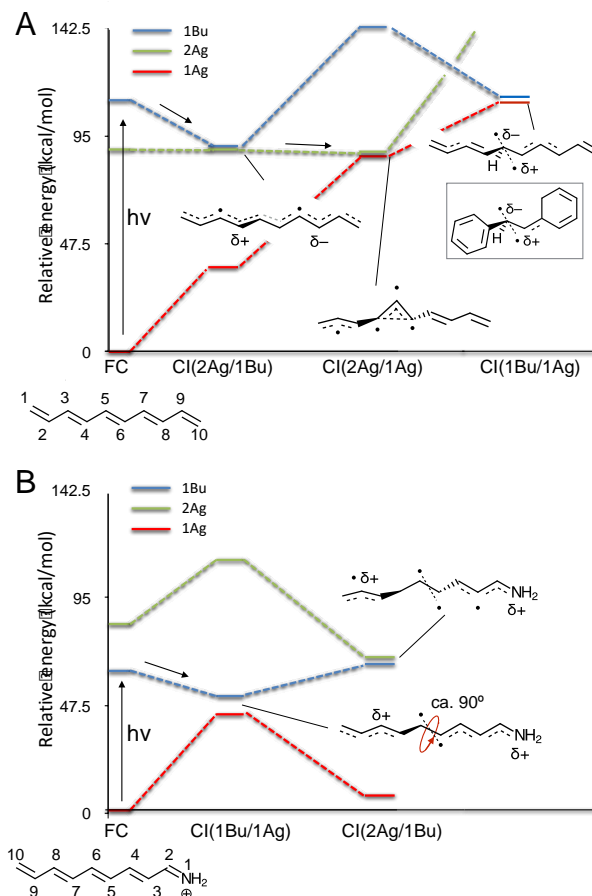 A
142.5
1Bu
2Ag
1Ag
95
47.5
0
Relative energy (kcal/mol)
hv
δ+
δ−
δ−
H
δ+
δ−
H
δ+
FC
CI(2Ag/1Bu)
CI(2Ag/1Ag)
CI(1Bu/1Ag)
1 3 5 7 9
2 4 6 8 10
B
142.5
1Bu
2Ag
1Ag
95
47.5
0
Relative energy (kcal/mol)
hv
δ+
NH2
δ+
ca. 90º
δ+
NH2
δ+
FC
CI(1Bu/1Ag)
CI(2Ag/1Bu)
10 8 6 4 2 1
NH2
9 7 5 3 ⊕